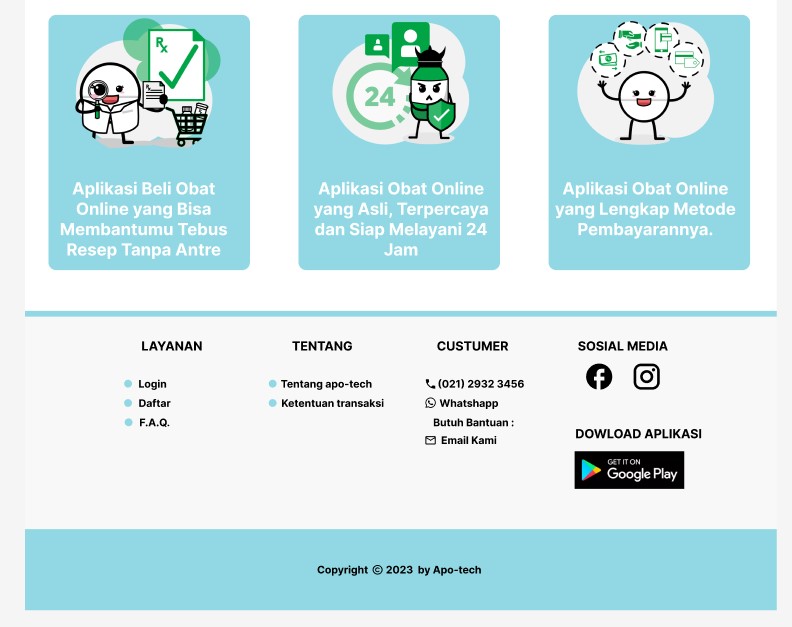 Rx
24
Aplikasi Beli Obat
Online yang Bisa
Membantumu Tebus
Resep Tanpa Antre
Aplikasi Obat Online
yang Asli, Terpercaya
dan Siap Melayani 24
Jam
Aplikasi Obat Online
yang Lengkap Metode
Pembayarannya.
LAYANAN
Login
Daftar
F.A.Q.
TENTANG
Tentang apo-tech
Ketentuan transaksi
CUSTUMER
(021) 2932 3456
Whatshapp
Butuh Bantuan :
Email Kami
SOSIAL MEDIA
DOWLOAD APLIKASI
GET IT ON
Google Play
Copyright © 2023 by Apo-tech